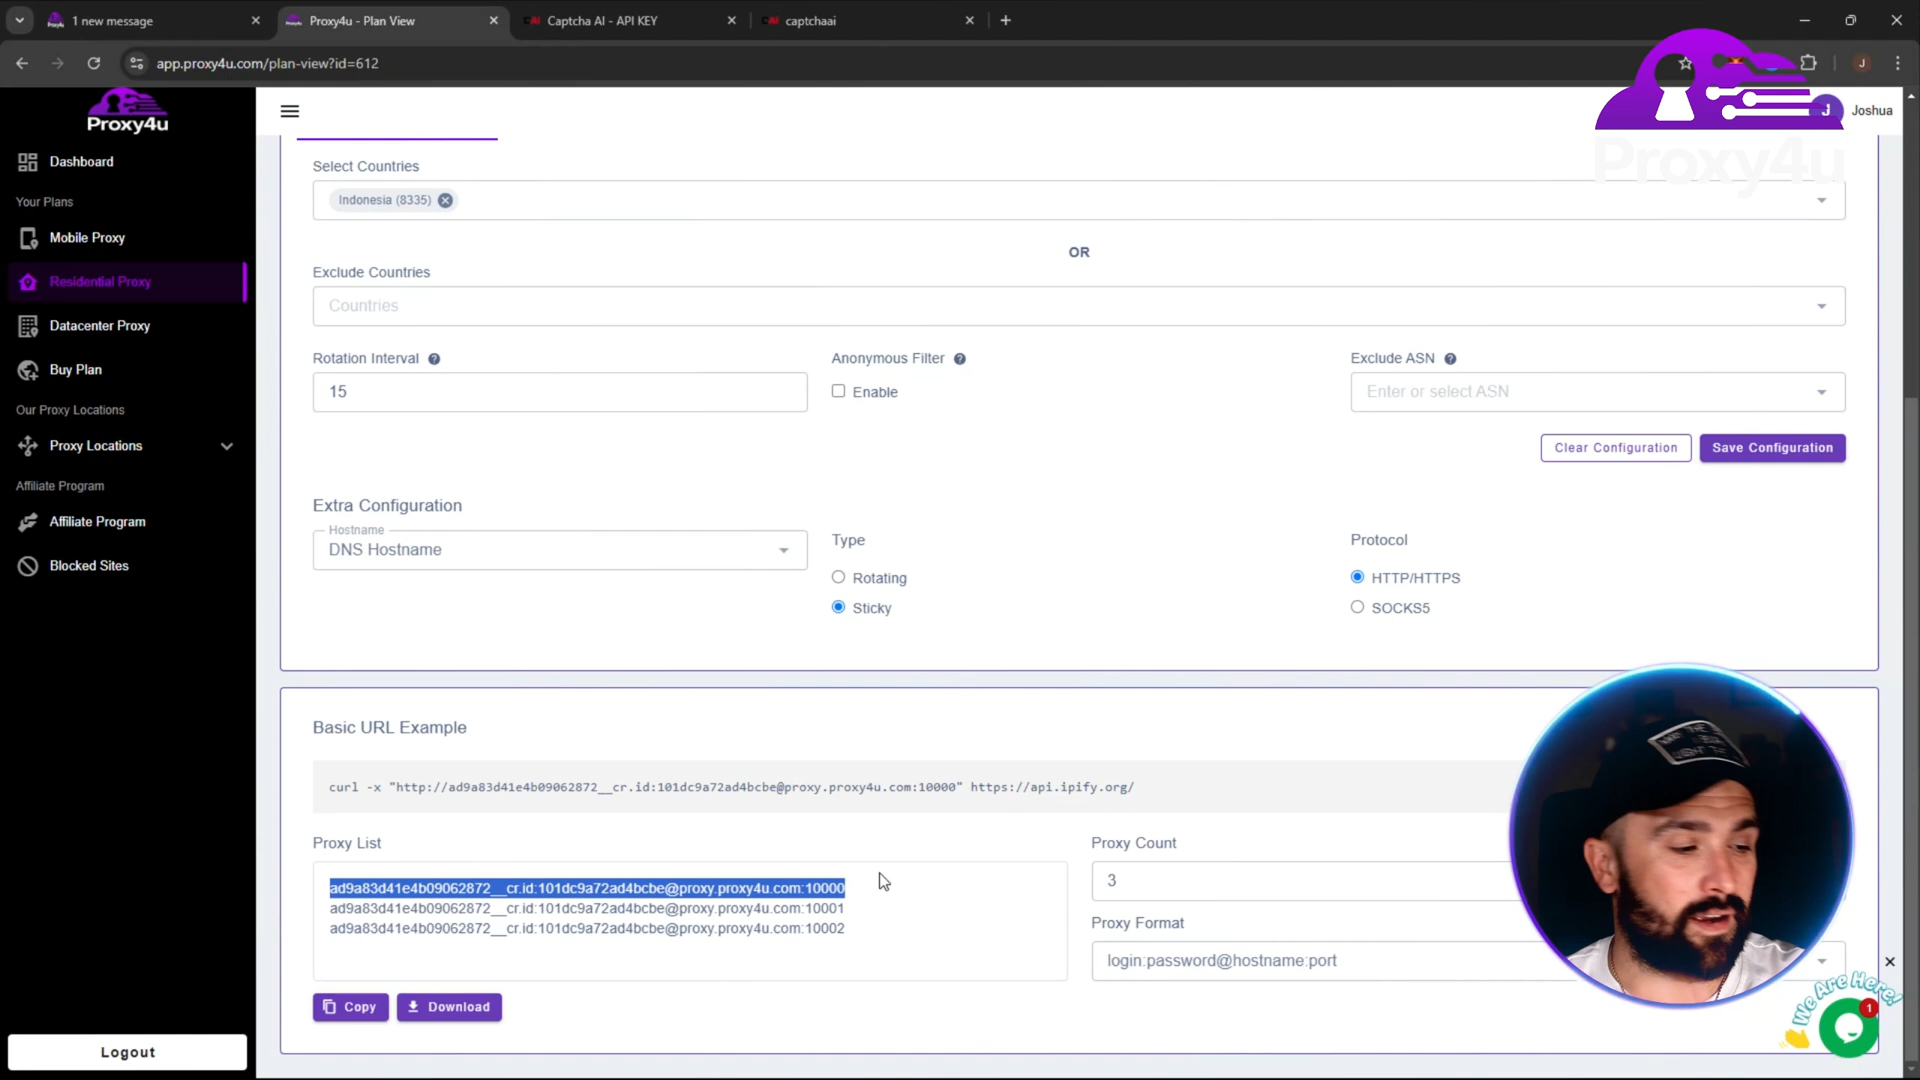 1 new message
Proxy4u - Plan View
Captcha AI - API KEY
captchaai
app.proxy4u.com/plan-view?id=612
J
Proxy4u
J
Joshua
Proxy4u
Dashboard
Your Plans
Mobile Proxy
Residential Proxy
Datacenter Proxy
Buy Plan
Our Proxy Locations
Proxy Locations
Affiliate Program
Affiliate Program
Blocked Sites
Logout
Select Countries
Indonesia (8335)
OR
Exclude Countries
Countries
Rotation Interval
Anonymous Filter
Exclude ASN
15
Enable
Enter or select ASN
Clear Configuration
Save Configuration
Extra Configuration
Hostname
DNS Hostname
Type
Rotating
Sticky
Protocol
HTTP/HTTPS
SOCKS5
Basic URL Example
curl -x "http://ad9a83d41e4b09062872__cr.id:101dc9a72ad4bcbe@proxy.proxy4u.com:10000" https://api.ipify.org/
Proxy List
ad9a83d41e4b09062872__cr.id:101dc9a72ad4bcbe@proxy.proxy4u.com:10000
ad9a83d41e4b09062872__cr.id:101dc9a72ad4bcbe@proxy.proxy4u.com:10001
ad9a83d41e4b09062872__cr.id:101dc9a72ad4bcbe@proxy.proxy4u.com:10002
Copy
Download
Proxy Count
3
Proxy Format
login:password@hostname:port
We Are Here!
1